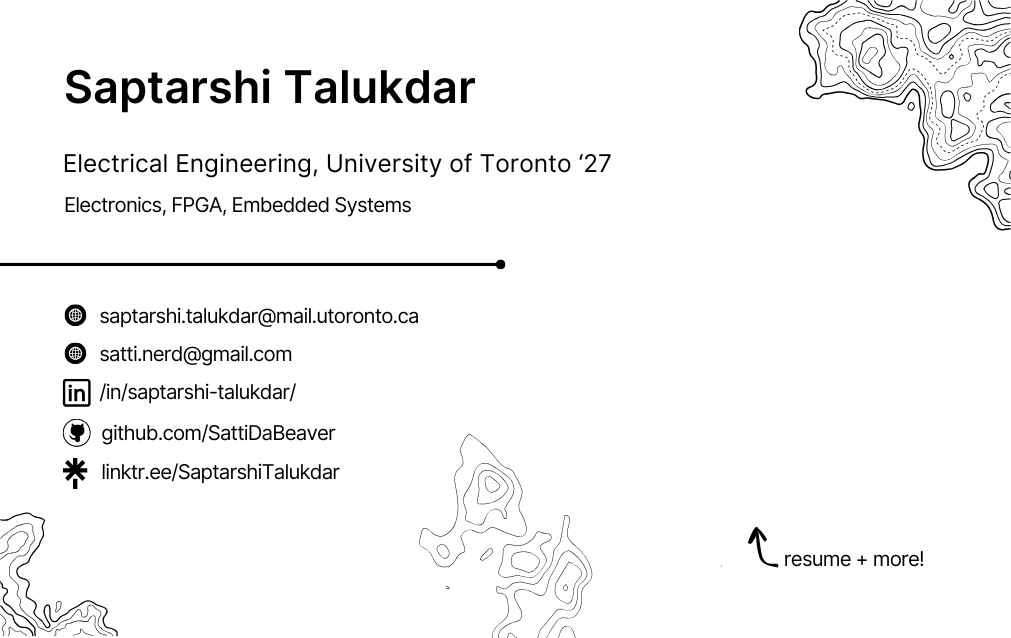 Saptarshi Talukdar
Electrical Engineering, University of Toronto ‘27
Electronics, FPGA, Embedded Systems
saptarshi.talukdar@mail.utoronto.ca
satti.nerd@gmail.com
in /in/saptarshi-talukdar/
github.com/SattiDaBeaver
linktr.ee/SaptarshiTalukdar
resume + more!